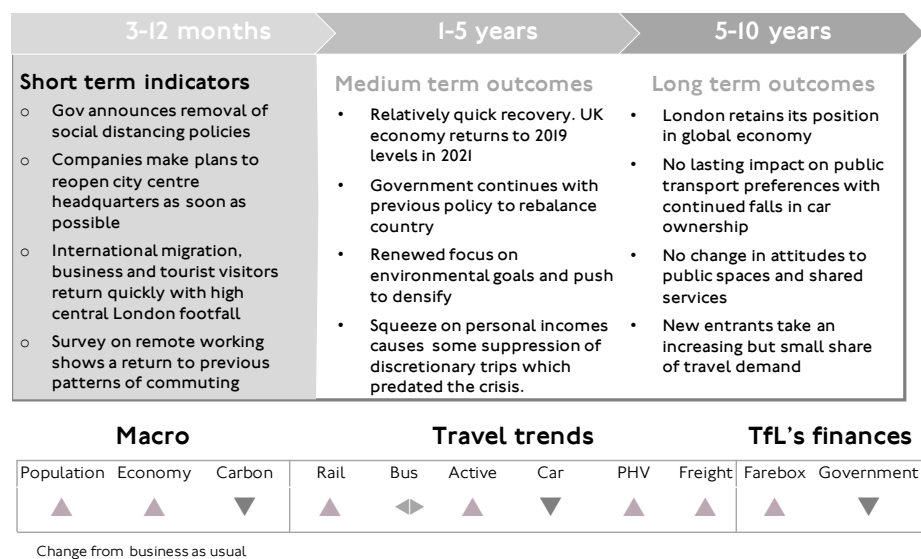 3-12 months
1-5 years
5-10 years
Short term indicators
o Gov announces removal of
social distancing policies
o Companies make plans to
reopen city centre
headquarters as soon as
possible
o International migration,
business and tourist visitors
return quickly with high
central London footfall
o Survey on remote working
shows a return to previous
patterns of commuting
Medium term outcomes
• Relatively quick recovery. UK
economy returns to 2019
levels in 2021
• Government continues with
previous policy to rebalance
country
• Renewed focus on
environmental goals and push
to densify
• Squeeze on personal incomes
causes some suppression of
discretionary trips which
predated the crisis.
Long term outcomes
• London retains its position
in global economy
• No lasting impact on public
transport preferences with
continued falls in car
ownership
• No change in attitudes to
public spaces and shared
services
• New entrants take an
increasing but small share
of travel demand
Macro
Travel trends
TfL's finances
Population Economy Carbon Rail Bus Active Car PHV Freight Farebox Government
Change from business as usual